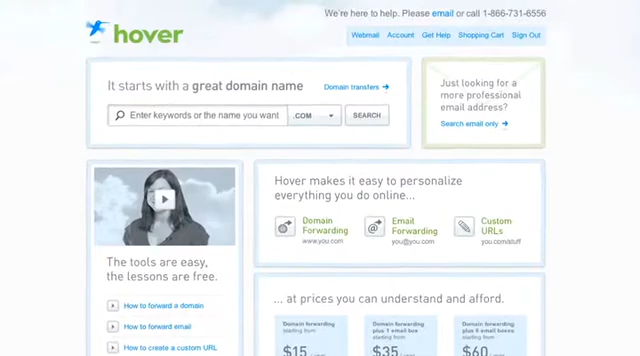 We're here to help. Please email or call 1-866-731-6556
hover
Webmail Account Get Help Shopping Cart Sign Out
It starts with a great domain name
Domain transfers
Enter keywords or the name you want
.COM
SEARCH
Just looking for a
more professional
email address?
Search email only
The tools are easy,
the lessons are free.
How to forward a domain
How to forward email
How to create a custom URL
Hover makes it easy to personalize
everything you do online...
Domain
Forwarding
www.you.com
Email
Forwarding
you@you.com
Custom
URLs
you.com/stuff
... at prices you can understand and afford.
Domain forwarding
starting from
$15
Domain forwarding
plus 1 email box
starting from
$35
Domain forwarding
plus 5 email boxes
starting from
$60